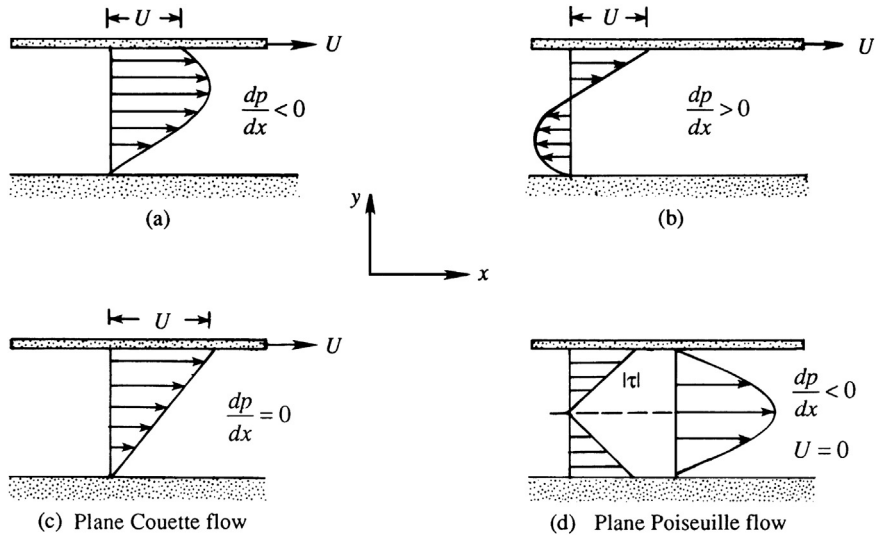 U
U
dp/dx < 0
(a)
U
U
dp/dx > 0
(b)
y
x
U
U
dp/dx = 0
(c) Plane Couette flow
|τ|
dp/dx < 0
U = 0
(d) Plane Poiseuille flow